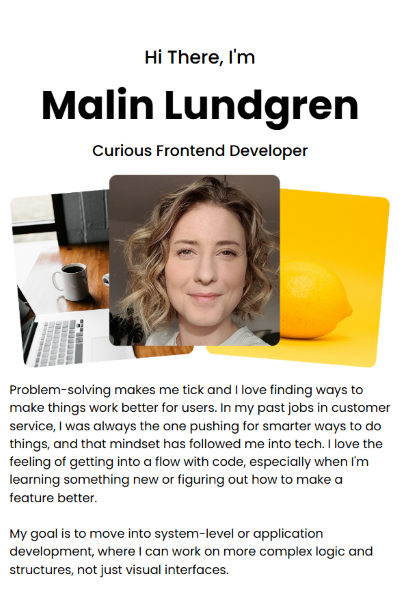 Hi There, I'm
Malin Lundgren
Curious Frontend Developer
Problem-solving makes me tick and I love finding ways to
make things work better for users. In my past jobs in customer
service, I was always the one pushing for smarter ways to do
things, and that mindset has followed me into tech. I love the
feeling of getting into a flow with code, especially when I'm
learning something new or figuring out how to make a
feature better.
My goal is to move into system-level or application
development, where I can work on more complex logic and
structures, not just visual interfaces.